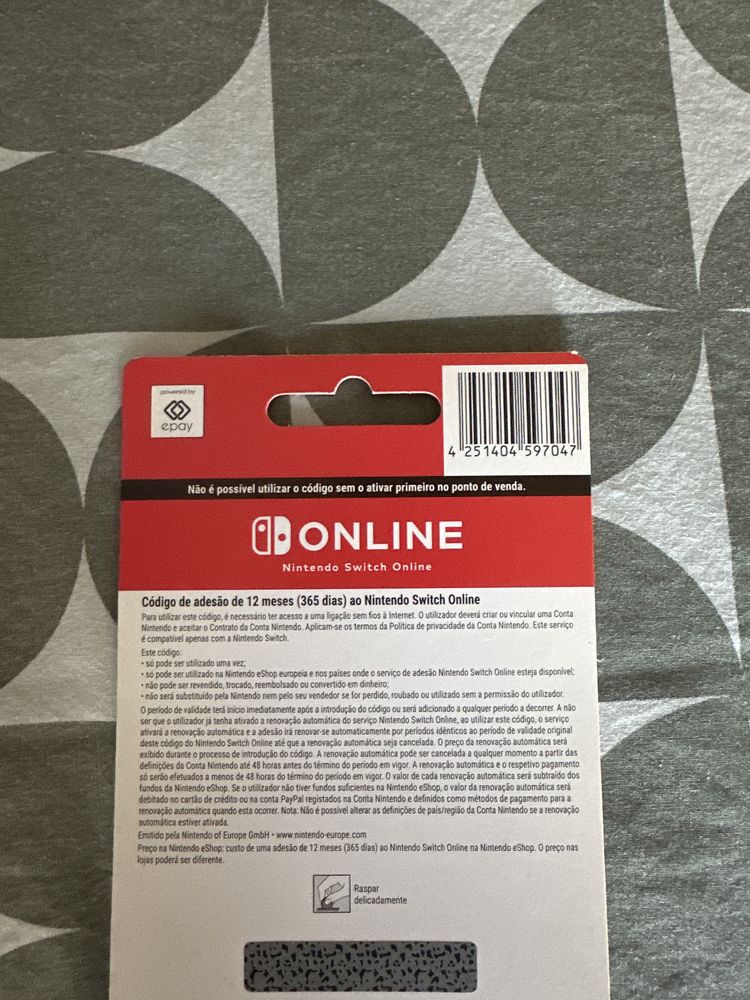 powered by
epay
4 251404 597047
Não é possível utilizar o código sem o ativar primeiro no ponto de venda.
ONLINE
Nintendo Switch Online
Código de adesão de 12 meses (365 dias) ao Nintendo Switch Online
Para utilizar este código, é necessário ter acesso a uma ligação sem fios à Internet. O utilizador deverá criar ou vincular uma Conta
Nintendo e aceitar o Contrato da Conta Nintendo. Aplicam-se os termos da Política de privacidade da Conta Nintendo. Este serviço
é compatível apenas com a Nintendo Switch.
Este código:
• só pode ser utilizado uma vez;
• só pode ser utilizado na Nintendo eShop europeia e nos países onde o serviço de adesão Nintendo Switch Online esteja disponível;
• não pode ser revendido, trocado, reembolsado ou convertido em dinheiro;
• não será substituído pela Nintendo nem pelo seu vendedor se for perdido, roubado ou utilizado sem a permissão do utilizador.
O período de validade terá início imediatamente após a introdução do código ou será adicionado a qualquer período a decorrer. A não
ser que o utilizador já tenha ativado a renovação automática do serviço Nintendo Switch Online, ao utilizar este código, o serviço
ativará a renovação automática e a adesão irá renovar-se automaticamente por períodos idênticos ao período de validade original
deste código do Nintendo Switch Online até que a renovação automática seja cancelada. O preço da renovação automática será
exibido durante o processo de introdução do código. A renovação automática pode ser cancelada a qualquer momento a partir das
definições da Conta Nintendo até 48 horas antes do término do período em vigor. A renovação automática e o respetivo pagamento
só serão efetuados a menos de 48 horas do término do período em vigor. O valor de cada renovação automática será subtraído dos
fundos da Nintendo eShop. Se o utilizador não tiver fundos suficientes na Nintendo eShop, o valor da renovação automática será
debitado no cartão de crédito ou na conta PayPal registados na Conta Nintendo e definidos como métodos de pagamento para a
renovação automática quando esta ocorrer. Nota: Não é possível alterar as definições de país/região da Conta Nintendo se a renovação
automática estiver ativada.
Emitido pela Nintendo of Europe GmbH • www.nintendo-europe.com
Preço na Nintendo eShop: custo de uma adesão de 12 meses (365 dias) ao Nintendo Switch Online na Nintendo eShop. O preço nas
lojas poderá ser diferente.
Raspar
delicadamente